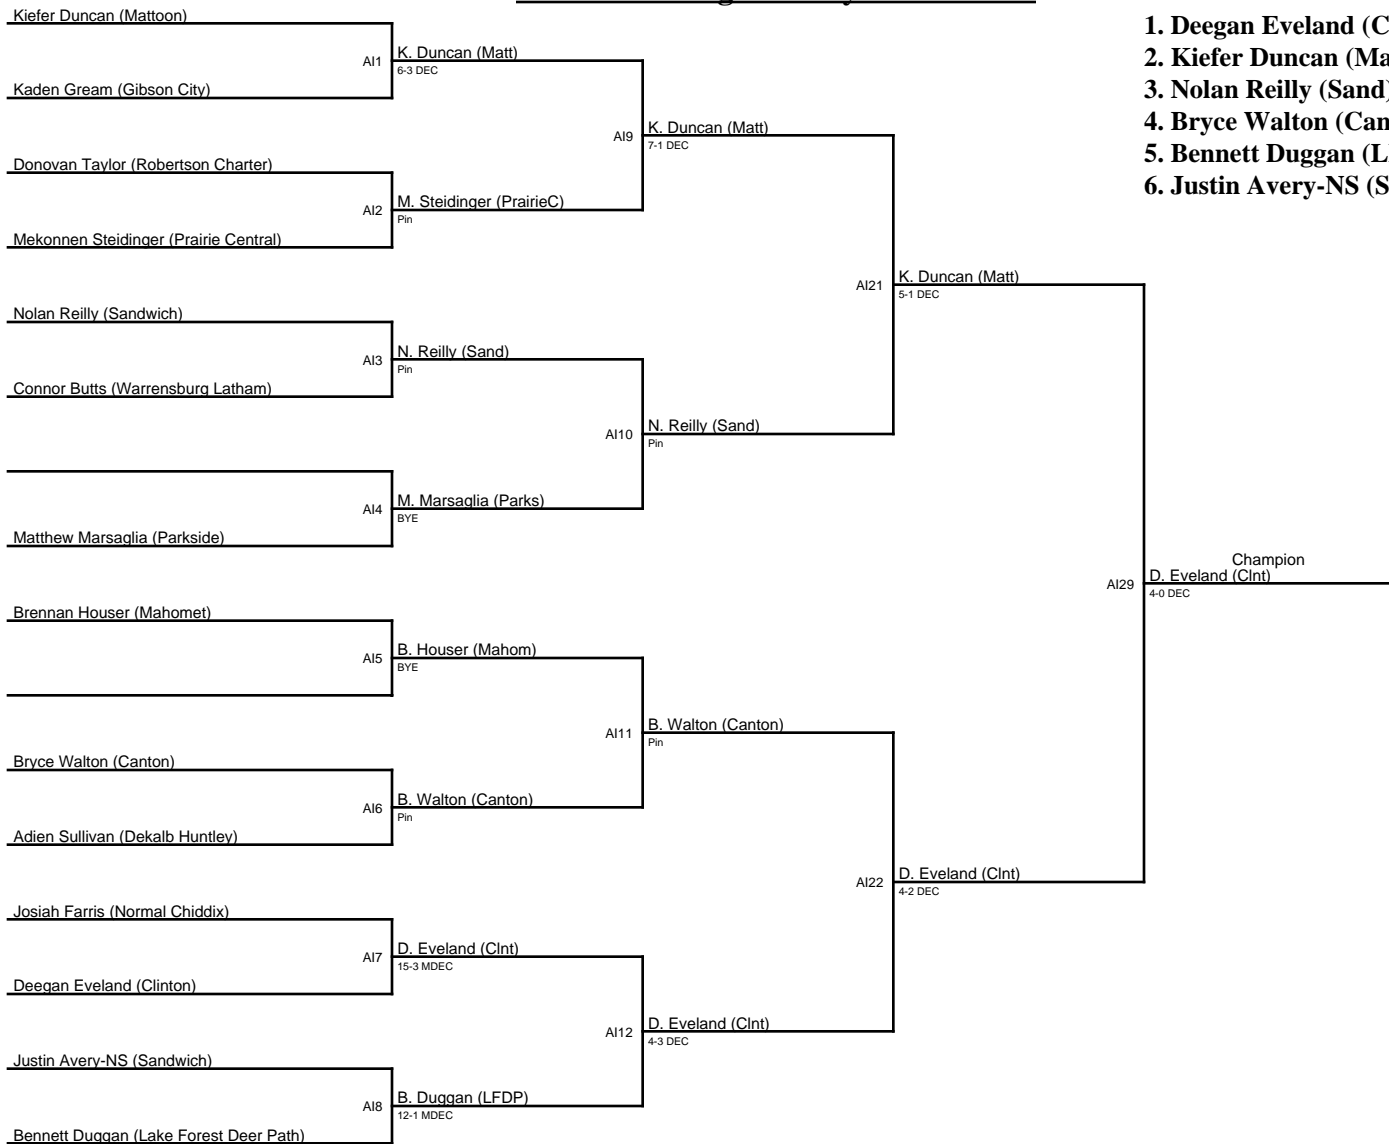 Kiefer Duncan (Mattoon)
AI1
K. Duncan (Matt)
6-3 DEC
Kaden Gream (Gibson City)
AI9
K. Duncan (Matt)
7-1 DEC
Donovan Taylor (Robertson Charter)
AI2
M. Steidinger (PrairieC)
Pin
Mekonnen Steidinger (Prairie Central)
AI21
K. Duncan (Matt)
5-1 DEC
Nolan Reilly (Sandwich)
AI3
N. Reilly (Sand)
Pin
Connor Butts (Warrensburg Latham)
AI10
N. Reilly (Sand)
Pin
AI4
M. Marsaglia (Parks)
BYE
Matthew Marsaglia (Parkside)
Champion
AI29
D. Eveland (Clnt)
4-0 DEC
Brennan Houser (Mahomet)
AI5
B. Houser (Mahom)
BYE
AI11
B. Walton (Canton)
Pin
Bryce Walton (Canton)
AI6
B. Walton (Canton)
Pin
Adien Sullivan (Dekalb Huntley)
AI22
D. Eveland (Clnt)
4-2 DEC
Josiah Farris (Normal Chiddix)
AI7
D. Eveland (Clnt)
15-3 MDEC
Deegan Eveland (Clinton)
AI12
D. Eveland (Clnt)
4-3 DEC
Justin Avery-NS (Sandwich)
AI8
B. Duggan (LFDP)
12-1 MDEC
Bennett Duggan (Lake Forest Deer Path)
1. Deegan Eveland (C
2. Kiefer Duncan (Ma
3. Nolan Reilly (Sand)
4. Bryce Walton (Can
5. Bennett Duggan (L
6. Justin Avery-NS (S